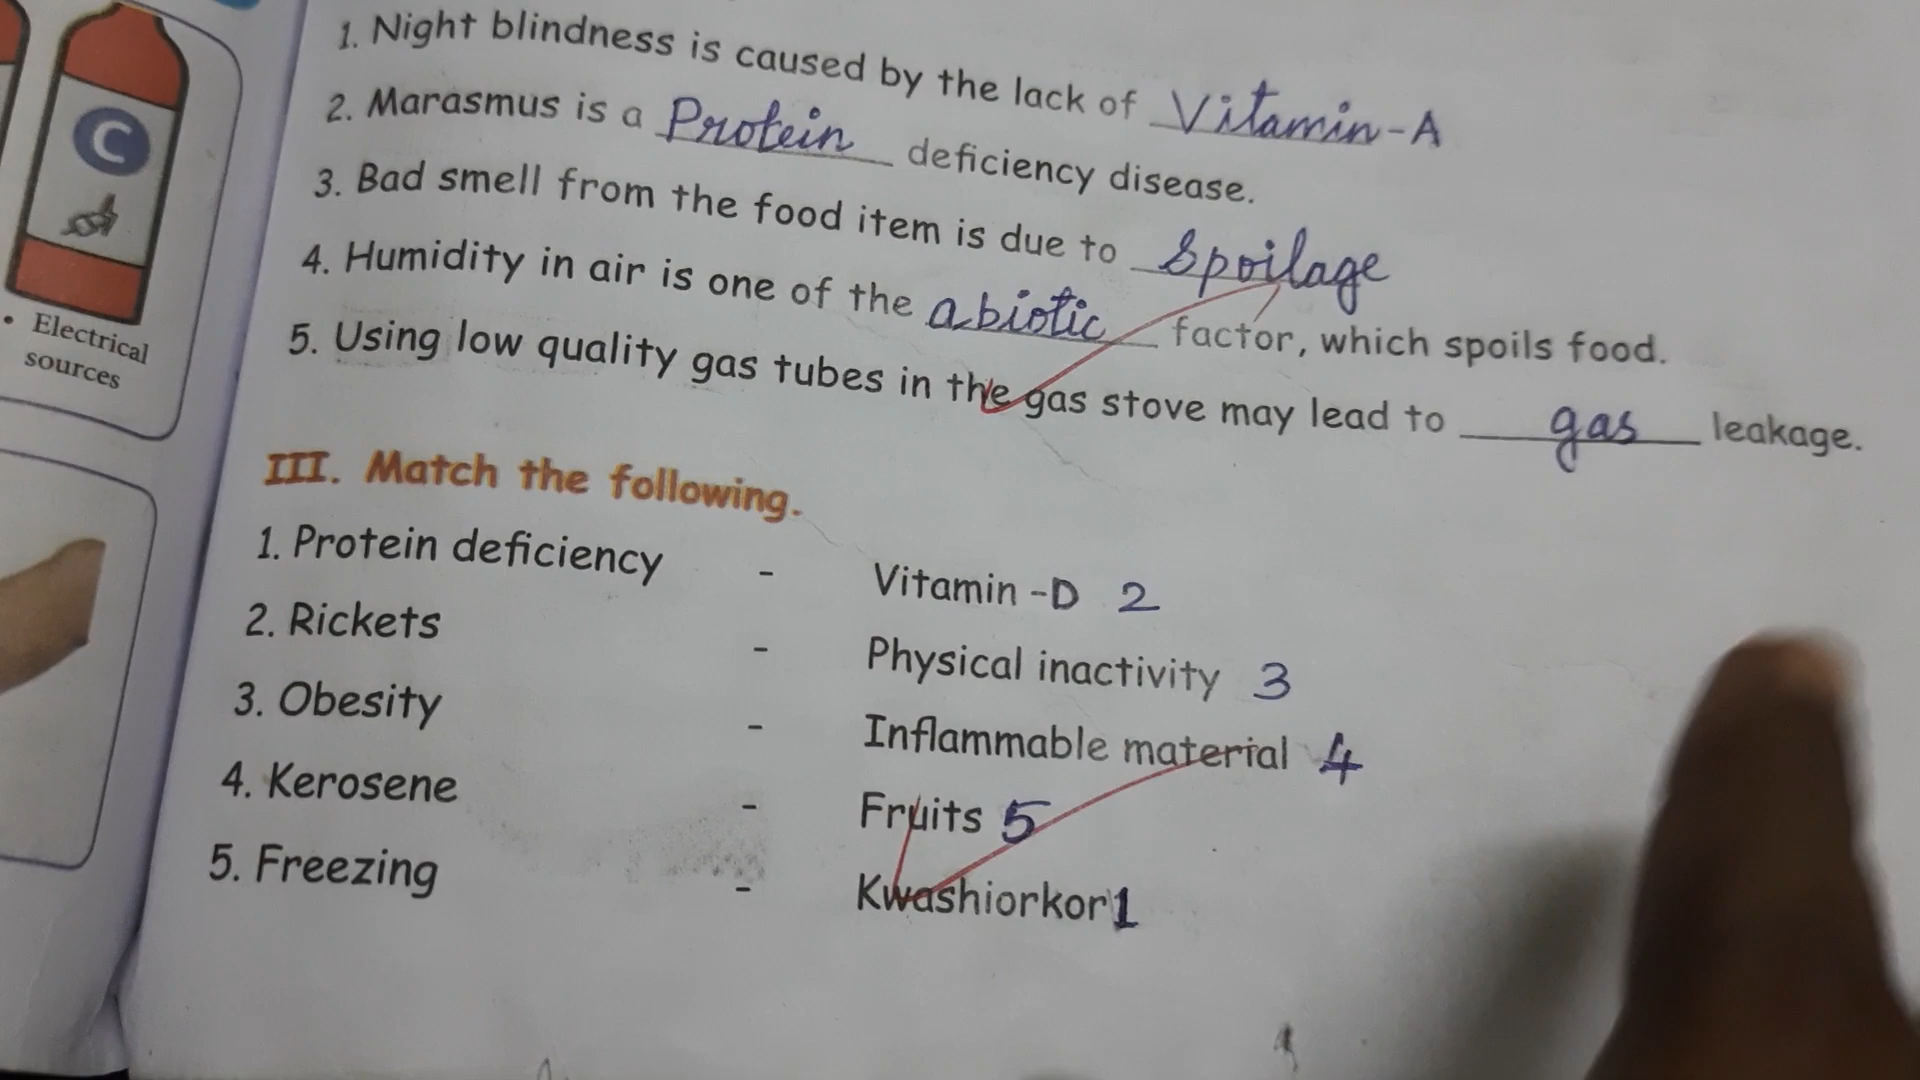 C
• Electrical
sources
1. Night blindness is caused by the lack of Vitamin-A
2. Marasmus is a Protein deficiency disease.
3. Bad smell from the food item is due to Spoilage
4. Humidity in air is one of the abiotic factor, which spoils food.
5. Using low quality gas tubes in the gas stove may lead to gas leakage.
III. Match the following.
1. Protein deficiency - Vitamin -D 2
2. Rickets - Physical inactivity 3
3. Obesity - Inflammable material 4
4. Kerosene - Fruits 5
5. Freezing - Kwashiorkor 1